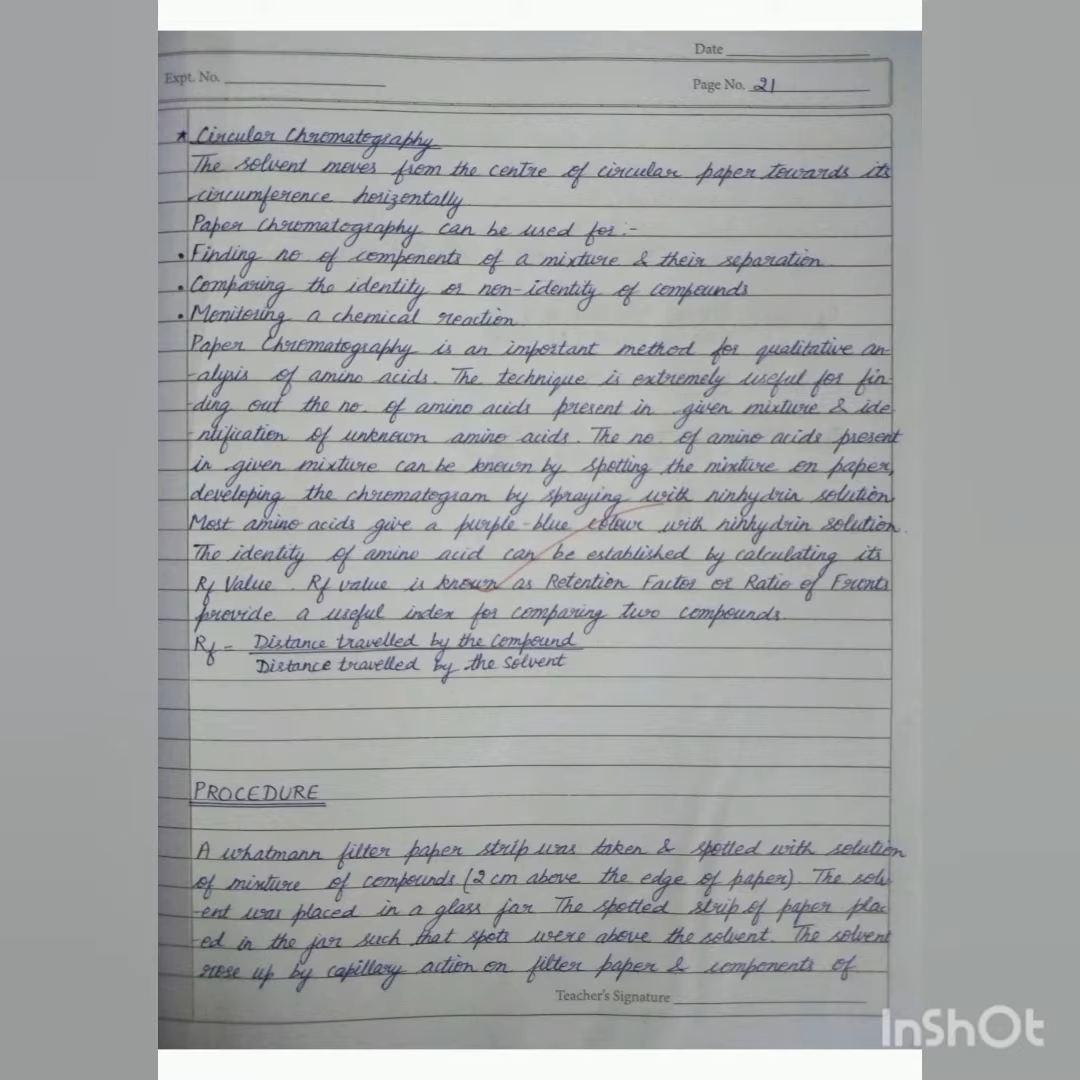 Date
Expt. No.
Page No. 21
* Circular Chromatography
The solvent moves from the centre of circular paper towards its
circumference horizontally
Paper chromatography can be used for :-
• Finding no of components of a mixture & their separation
• Comparing the identity or non-identity of compounds
• Monitoring a chemical reaction.
Paper Chromatography is an important method for qualitative an-
-alysis of amino acids. The technique is extremely useful for fin-
-ding out the no. of amino acids present in given mixture & ide-
-ntification of unknown amino acids. The no. of amino acids present
in given mixture can be known by spotting the mixture on paper,
developing the chromatogram by spraying with ninhydrin solution.
Most amino acids give a purple-blue colour with ninhydrin solution.
The identity of amino acid can be established by calculating its
Rf Value. Rf value is known as Retention Factor or Ratio of Fronts
provide a useful index for comparing two compounds.
Rf = Distance travelled by the compound
Distance travelled by the solvent
PROCEDURE
A whatmann filter paper strip was taken & spotted with solution
of mixture of compounds (2 cm above the edge of paper). The solv-
-ent was placed in a glass jar The spotted strip of paper plac
-ed in the jar such that spots were above the solvent. The solvent
rose up by capillary action on filter paper & components of
Teacher's Signature
InShOt